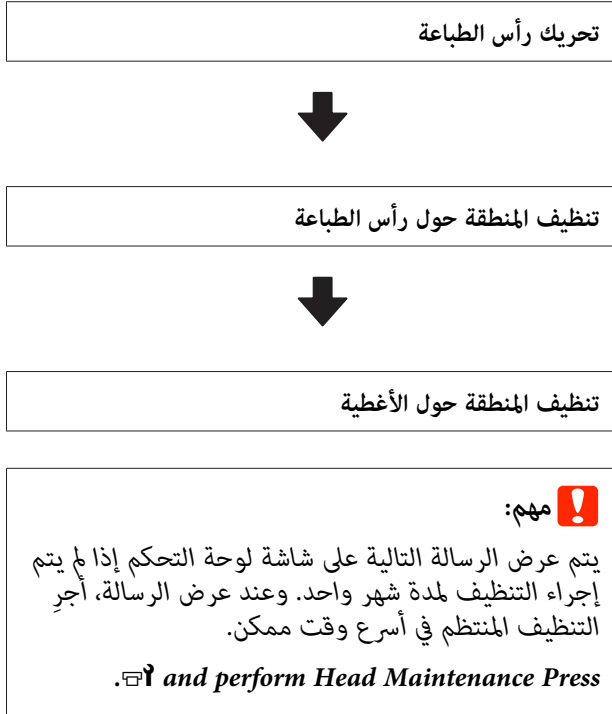 تحريك رأس الطباعة
تنظيف المنطقة حول رأس الطباعة
تنظيف المنطقة حول الأغطية
مهم:
يتم عرض الرسالة التالية على شاشة لوحة التحكم إذا لم يتم
إجراء التنظيف لمدة شهر واحد. وعند عرض الرسالة، أجرِ
التنظيف المنتظم في أسرع وقت ممكن.
. and perform Head Maintenance Press